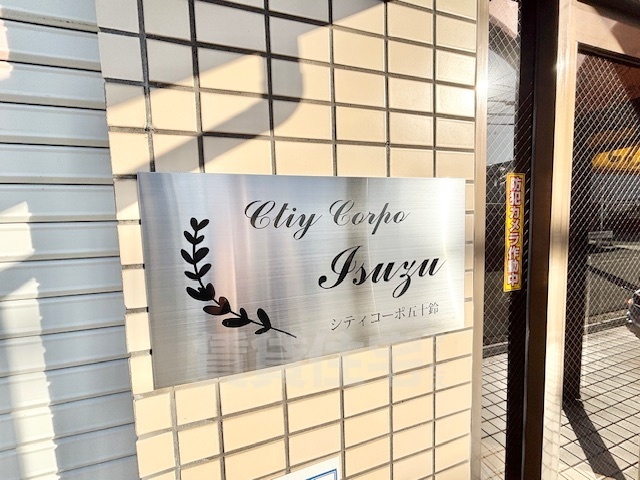 Ctiy Corpo
Isuzu
シティコーポ五十鈴
防犯カメラ作動中